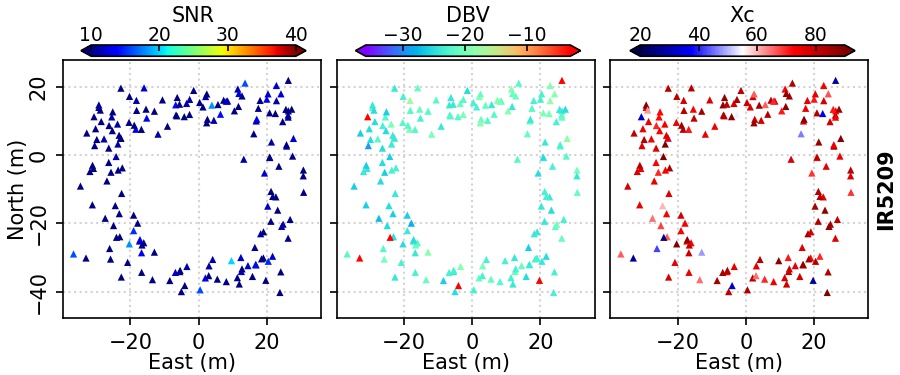 SNR DBV Xc
10 20 30 40 −30 −20 −10 20 40 60 80
20
0
−20
−40
North (m)
IR5209
−20 0 20 −20 0 20 −20 0 20
East (m) East (m) East (m)